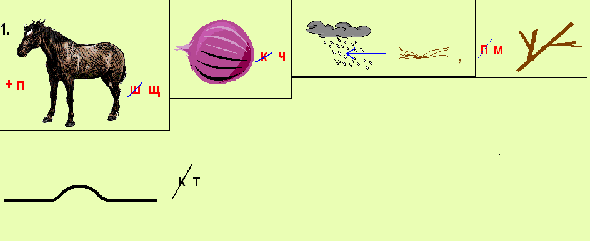 1.
+ п
ш щ
к ч
,
п м
к т